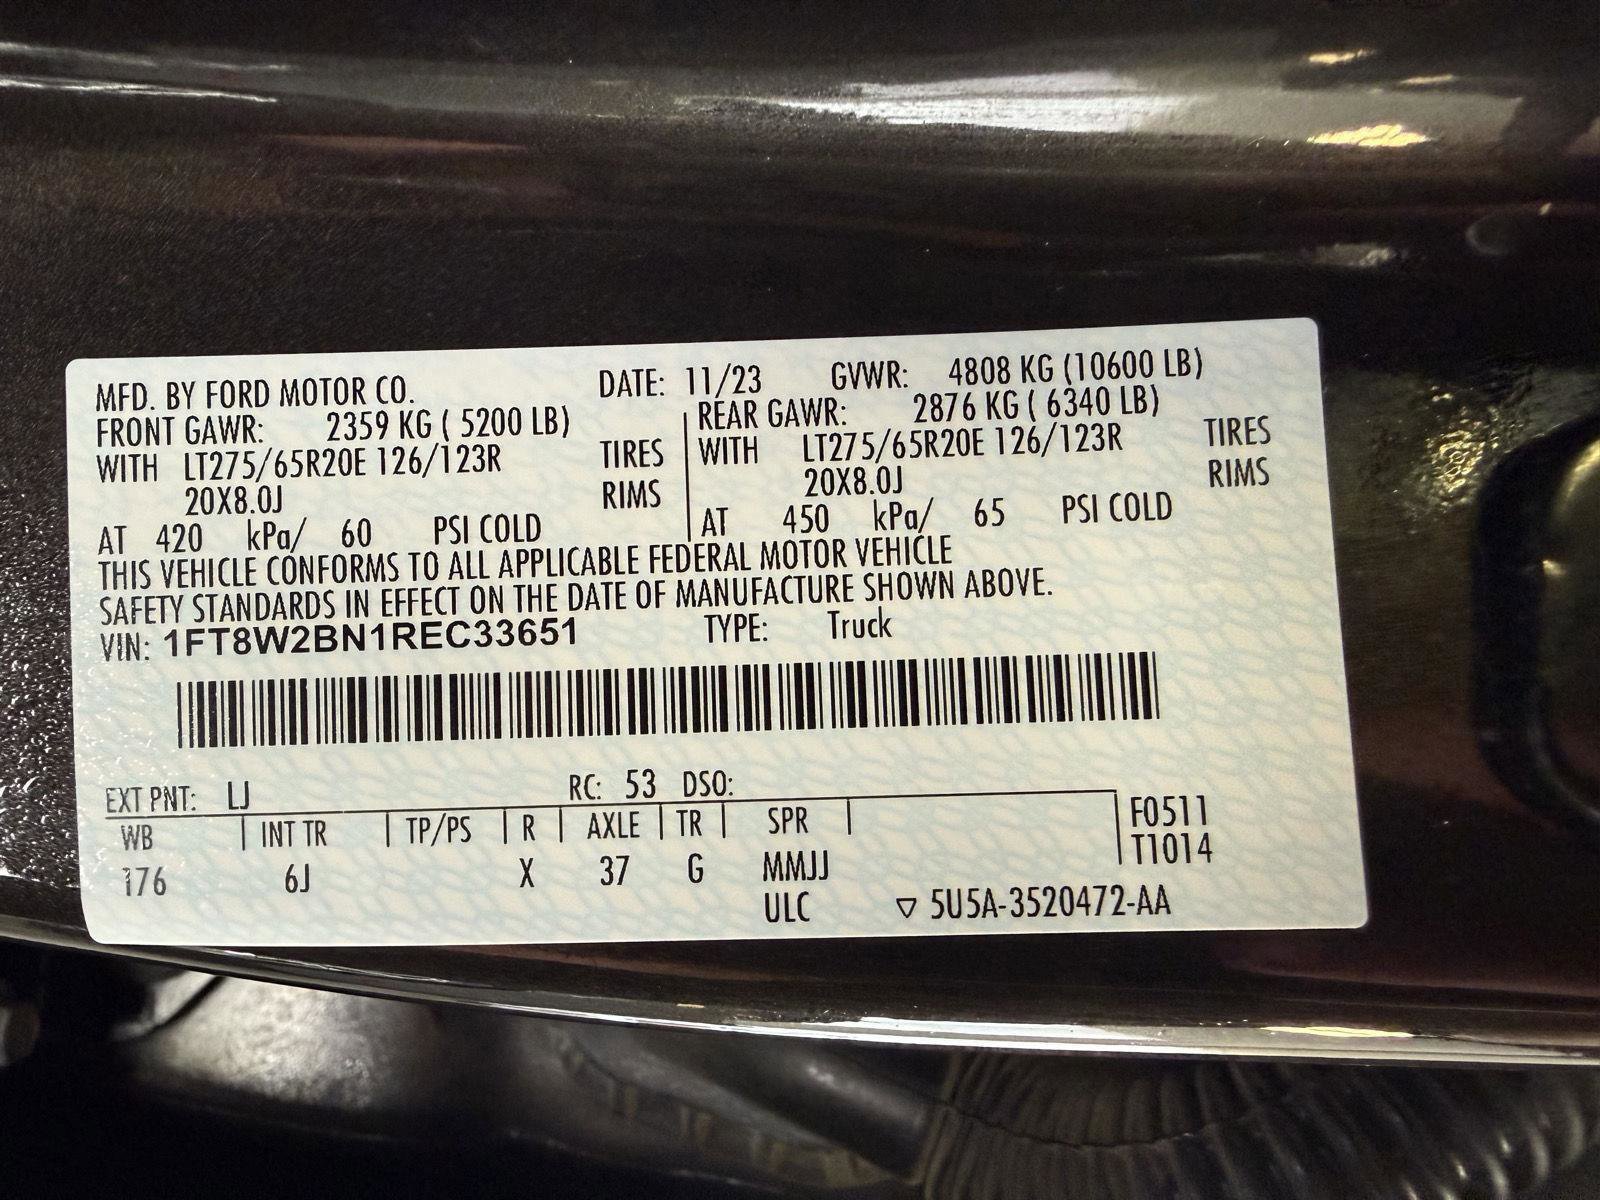 MFD. BY FORD MOTOR CO. DATE: 11/23 GVWR: 4808 KG (10600 LB)
FRONT GAWR: 2359 KG ( 5200 LB) REAR GAWR: 2876 KG ( 6340 LB)
WITH LT275/65R20E 126/123R TIRES WITH LT275/65R20E 126/123R TIRES
20X8.0J RIMS 20X8.0J RIMS
AT 420 kPa/ 60 PSI COLD AT 450 kPa/ 65 PSI COLD
THIS VEHICLE CONFORMS TO ALL APPLICABLE FEDERAL MOTOR VEHICLE
SAFETY STANDARDS IN EFFECT ON THE DATE OF MANUFACTURE SHOWN ABOVE.
VIN: 1FT8W2BN1REC33651 TYPE: Truck
EXT PNT: LJ RC: 53 DSO:
WB INT TR TP/PS R AXLE TR SPR F0511
T1014
176 6J X 37 G MMJJ
ULC ▽ 5U5A-3520472-AA